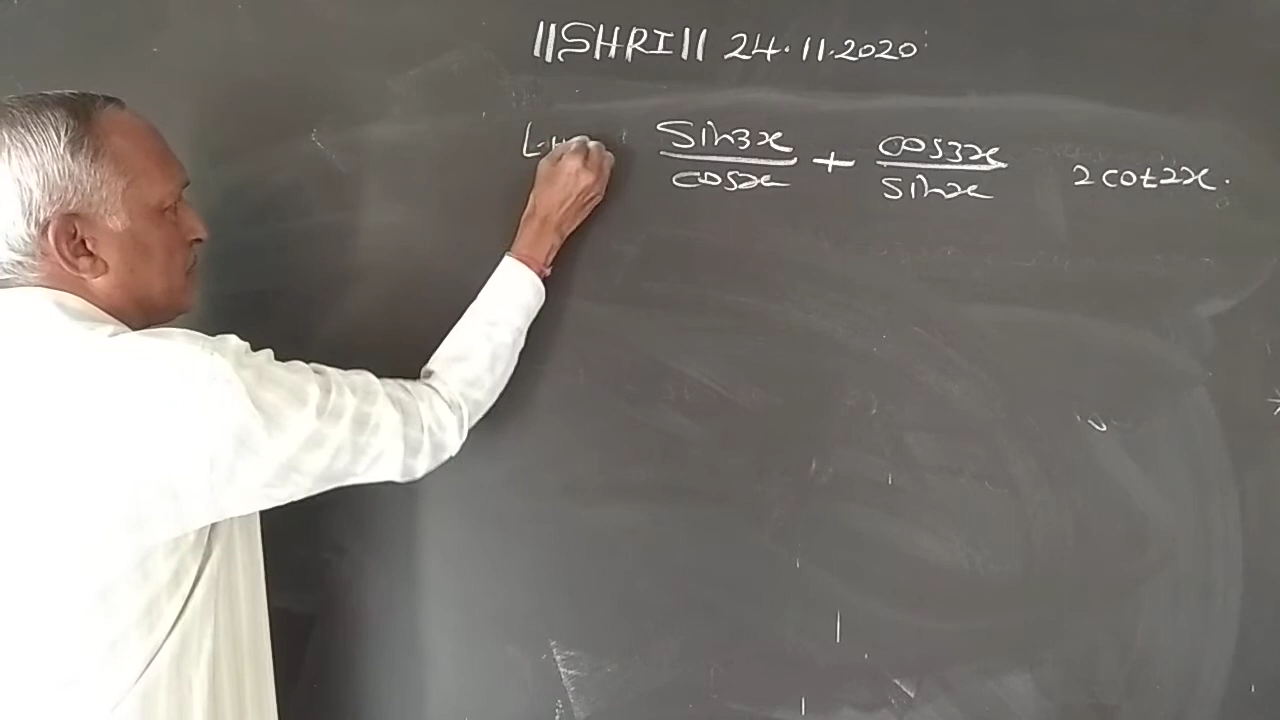 ||SHRI|| 24.11.2020
sin3x/cosx + cos3x/sinx 2cot2x.